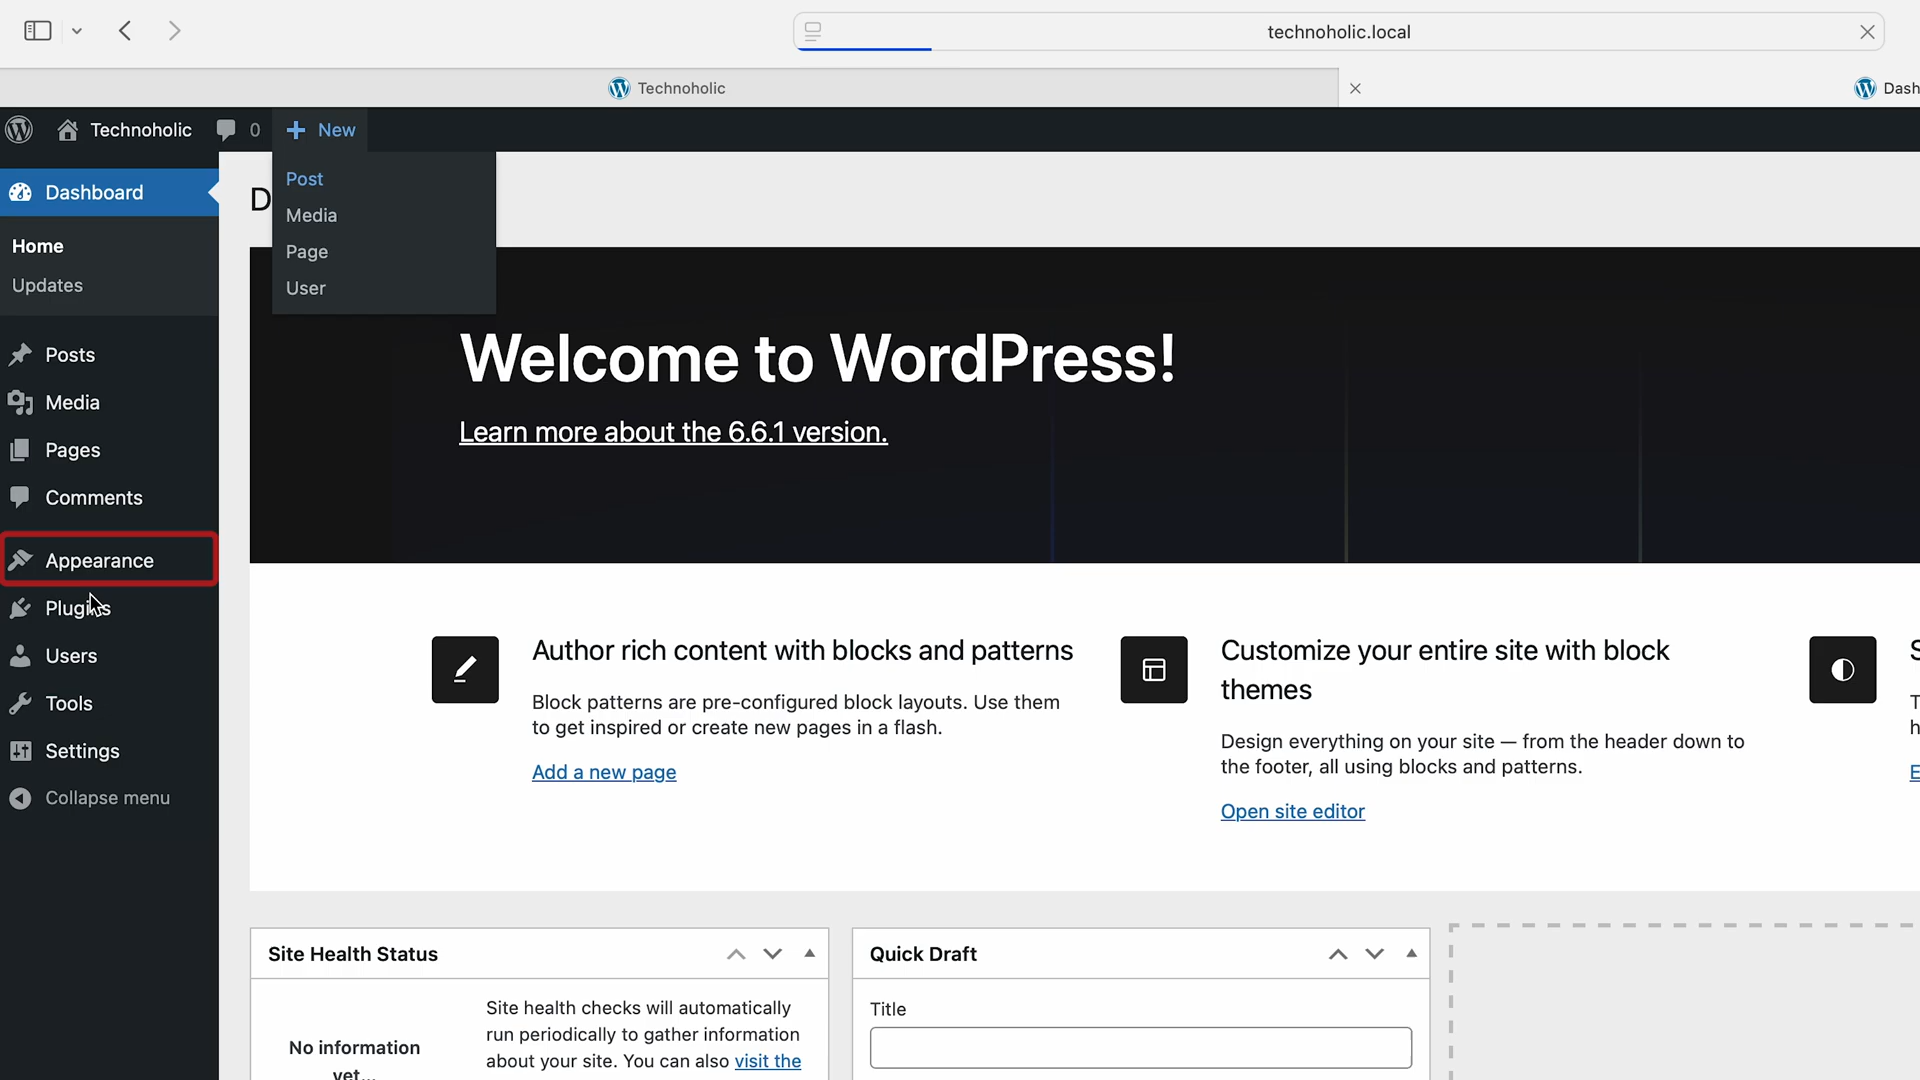 technoholic.local
Technoholic
Dash
Technoholic
0
New
Post
Media
Page
User
Dashboard
Home
Updates
Posts
Media
Pages
Comments
Appearance
Plugins
Users
Tools
Settings
Collapse menu
D
Welcome to WordPress!
Learn more about the 6.6.1 version.
Author rich content with blocks and patterns
Block patterns are pre-configured block layouts. Use them
to get inspired or create new pages in a flash.
Add a new page
Customize your entire site with block
themes
Design everything on your site — from the header down to
the footer, all using blocks and patterns.
Open site editor
Site Health Status
No information
yet...
Site health checks will automatically
run periodically to gather information
about your site. You can also visit the
Quick Draft
Title